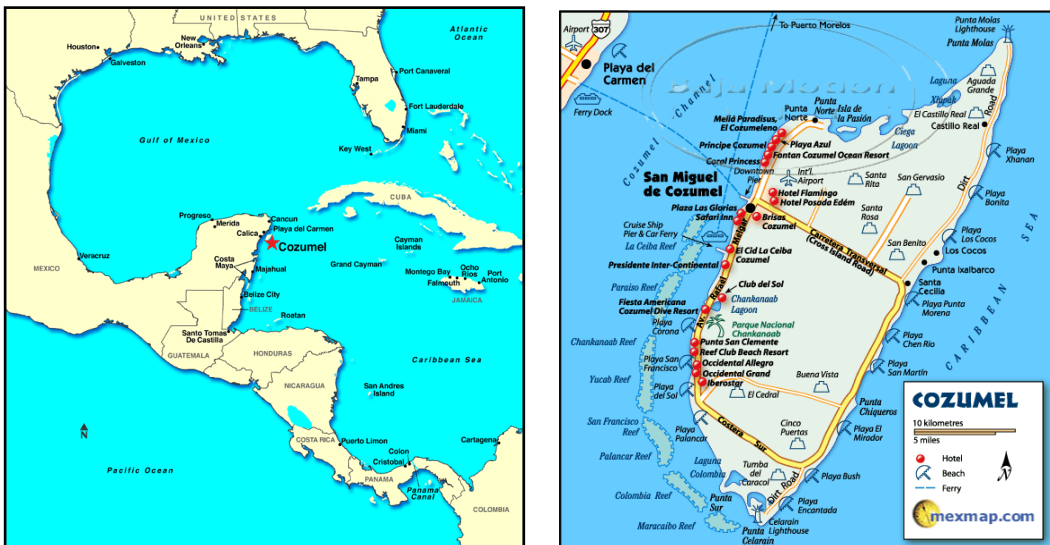 UNITED STATES
Atlantic
Ocean
Houston
New
Orleans
Galveston
Port Canaveral
Tampa
Fort Lauderdale
Miami
Gulf of Mexico
Key West
CUBA
Progreso
Merida
Cancun
Playa del Carmen
Calica
Cozumel
Cayman
Islands
Veracruz
Costa
Maya
Majahual
Grand Cayman
Montego Bay
Ocho
Rios
Port
Antonio
Falmouth
JAMAICA
MEXICO
Belize City
BELIZE
Roatan
Santo Tomas
De Castilla
GUATEMALA
HONDURAS
Caribbean Sea
NICARAGUA
San Andres
Island
N
COSTA RICA
Puerto Limon
Cartagena
Colon
Cristobal
Pacific Ocean
PANAMA
Panama
Canal
COLOMBIA
To Puerto Morelos
307
Airport
Playa del
Carmen
Ferry Dock
Cozumel Channel
Baja Modon
Punta Molas
Lighthouse
Punta Molas
Laguna
Xlapak
Aguada
Grande
El Castillo Real
Castillo Real
Dirt Road
Punta
Norte
Isla de
la Pasión
Punta
Norte
Ciega
Lagoon
Meliá Paradisus,
El Cozumeleno
Playa Azul
Principe Cozumel
Fontan Cozumel Ocean Resort
Carol Princess
Downtown
Pier
Int'l.
Airport
San Miguel
de Cozumel
Santa
Rita
San Gervasio
Playa
Xhanan
Playa
Bonita
Hotel Flamingo
Hotel Posada Edém
Plaza Las Glorias
Safari Inn
Brisas
Cozumel
Santa
Rosa
San Benito
Playa
Los Cocos
Los Cocos
Cruise Ship
Pier & Car Ferry
La Ceiba Reef
El Cid La Ceiba
Cozumel
Carretera Transversal
(Cross Island Road)
Punta Ixalbarco
Presidente Inter-Continental
Santa
Cecilia
Playa Punta
Morena
Paraiso Reef
Club del Sol
Fiesta Americana
Cozumel Dive Resort
Chankanaab
Lagoon
Av. Rafael Melgar
Playa
Corona
Parque Nacional
Chankanaab
Chankanaab Reef
Punta San Clemente
Reef Club Beach Resort
Playa San
Francisco
Occidental Allegro
Occidental Grand
Iberostar
Yucab Reef
Playa
del Sol
El Cedral
Buena Vista
Playa
Chen Rio
Playa
San Martín
CARIBBEAN SEA
San Francisco
Reef
Playa
Palancar
Costera Sur
Cinco
Puertas
Punta
Chiqueros
Playa El
Mirador
Palancar Reef
Laguna
Colombia
Tumba
del
Caracol
Dirt Road
Playa Bush
Colombia Reef
Punta
Sur
Playa
Encantada
Maracaibo Reef
Celarain
Lighthouse
Punta
Celarain
COZUMEL
10 kilometres
5 miles
Hotel
Beach
Ferry
N
mexmap.com